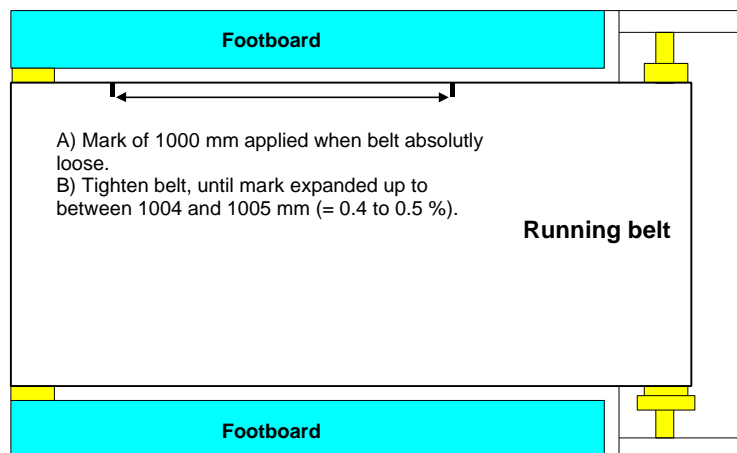 Footboard
A) Mark of 1000 mm applied when belt absolutly
loose.
B) Tighten belt, until mark expanded up to
between 1004 and 1005 mm (= 0.4 to 0.5 %).
Running belt
Footboard